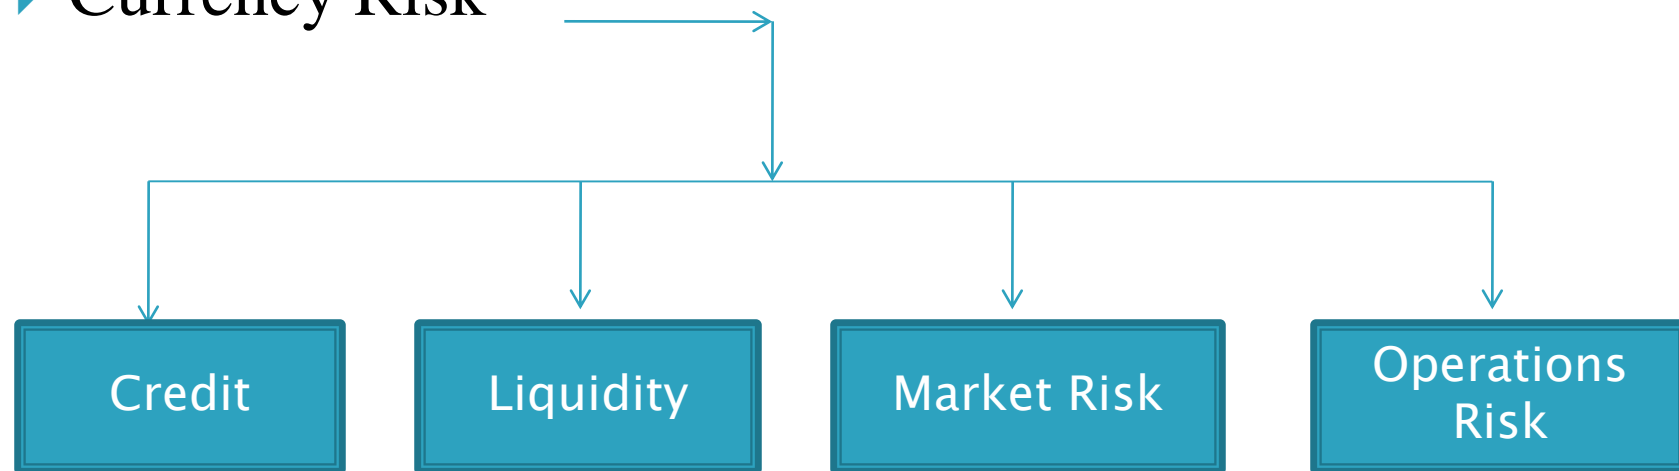 Currency Risk
Credit
Liquidity
Market Risk
Operations
Risk